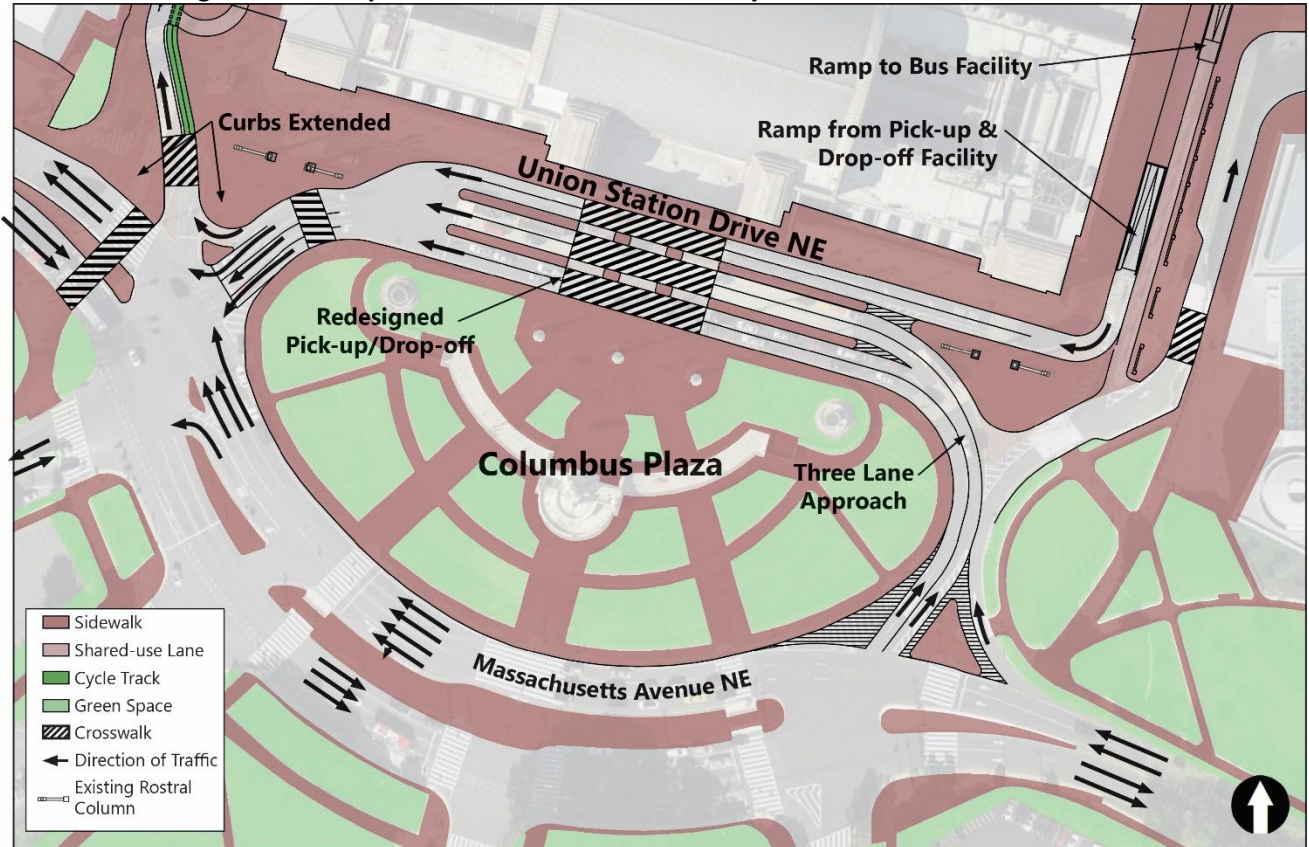 Ramp to Bus Facility
Ramp from Pick-up &
Drop-off Facility
Curbs Extended
Union Station Drive NE
Redesigned
Pick-up/Drop-off
Columbus Plaza
Three Lane
Approach
Massachusetts Avenue NE
Sidewalk
Shared-use Lane
Cycle Track
Green Space
Crosswalk
Direction of Traffic
Existing Rostral
Column